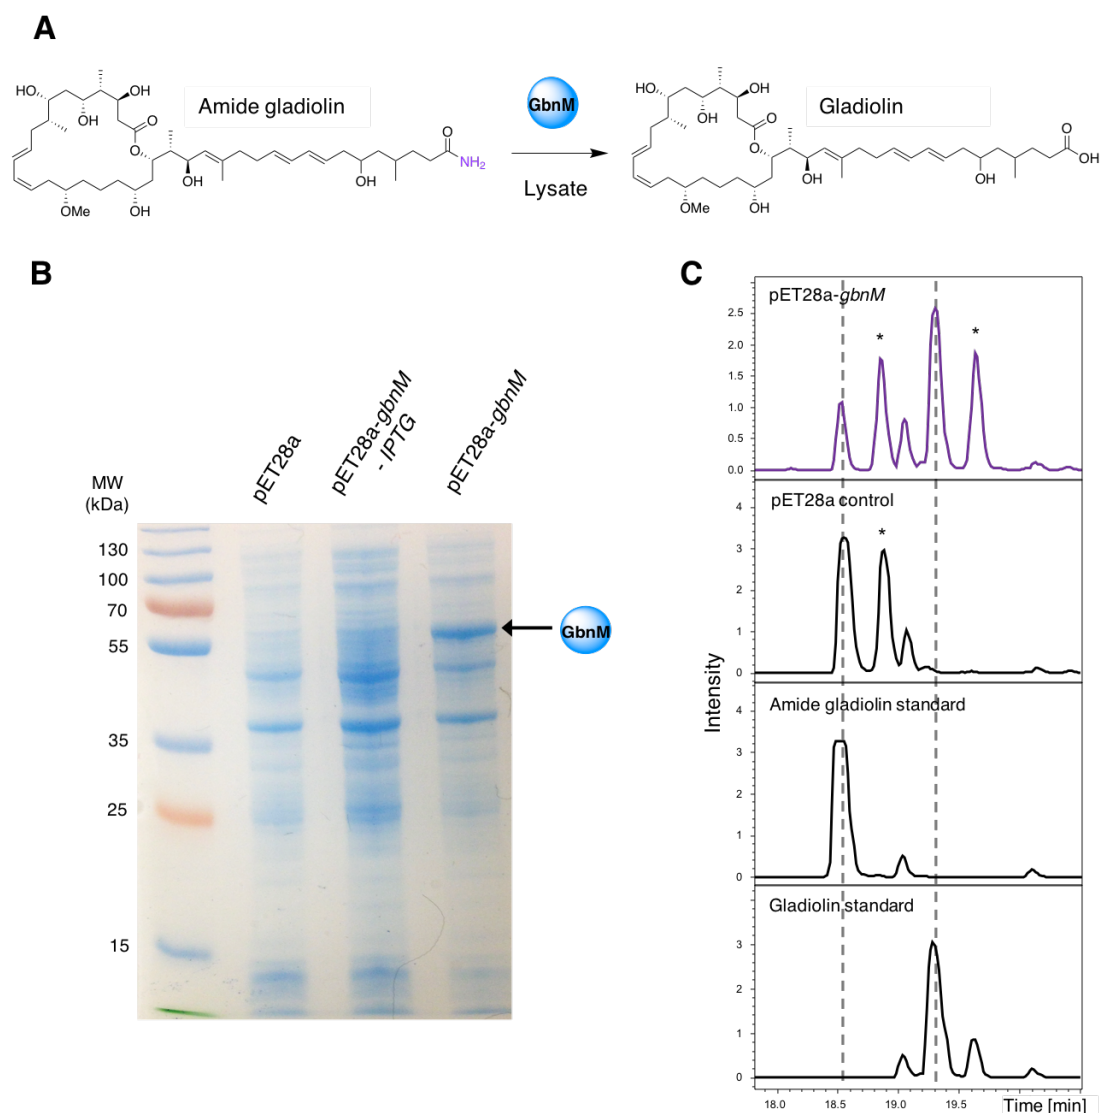 A
Amide gladiolin
GbnM
Lysate
Gladiolin
HO
OH
OH
O
O
OH
OMe
OH
OH
O
NH2
HO
OH
OH
O
O
OH
OMe
OH
OH
O
OH
B
MW
(kDa)
pET28a
pET28a-gbnM
- IPTG
pET28a-gbnM
130
100
70
55
35
25
15
GbnM
C
pET28a-gbnM
*
*
2.5
2.0
1.5
1.0
0.5
0.0
pET28a control
*
4
3
2
1
0
Amide gladiolin standard
4
3
2
1
0
Gladiolin standard
3
2
1
0
Intensity
18.0
18.5
19.0
19.5
Time [min]